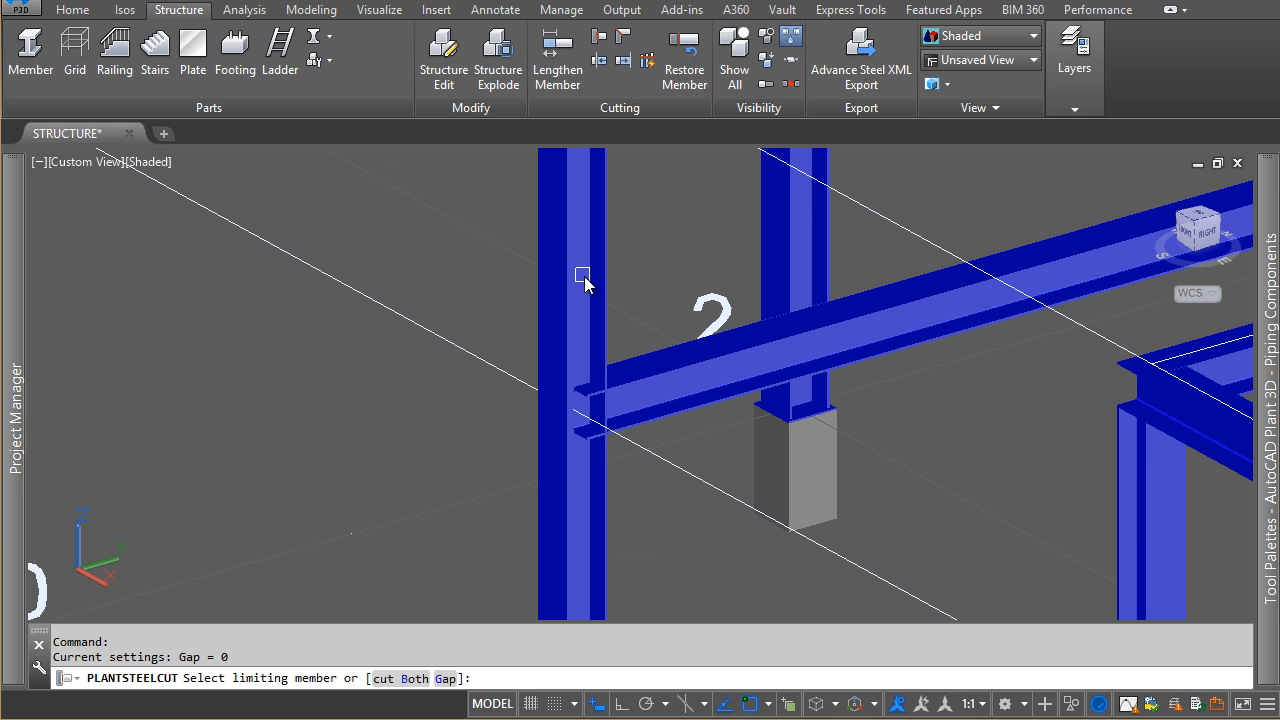 P3D Home Isos Structure Analysis Modeling Visualize Insert Annotate Manage Output Add-ins A360 Vault Express Tools Featured Apps BIM 360 Performance
Member Grid Railing Stairs Plate Footing Ladder
Structure Edit
Structure Explode
Lengthen Member
Restore Member
Show All
Advance Steel XML Export
Shaded
Unsaved View
Layers
Parts Modify Cutting Visibility Export View
STRUCTURE*
[−][Custom View][Shaded]
RIGHT
N
S
E
WCS
2
Project Manager
Tool Palettes - AutoCAD Plant 3D - Piping Components
Z
Y
X
Command:
Current settings: Gap = 0
PLANTSTEELCUT Select limiting member or [cut Both Gap]:
MODEL 1:1